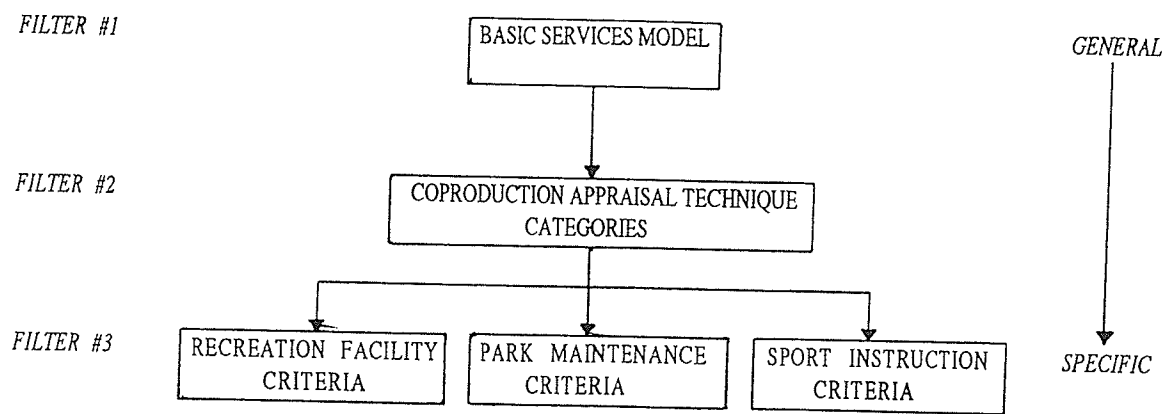 FILTER #1
BASIC SERVICES MODEL
GENERAL
FILTER #2
COPRODUCTION APPRAISAL TECHNIQUE
CATEGORIES
FILTER #3
RECREATION FACILITY
CRITERIA
PARK MAINTENANCE
CRITERIA
SPORT INSTRUCTION
CRITERIA
SPECIFIC